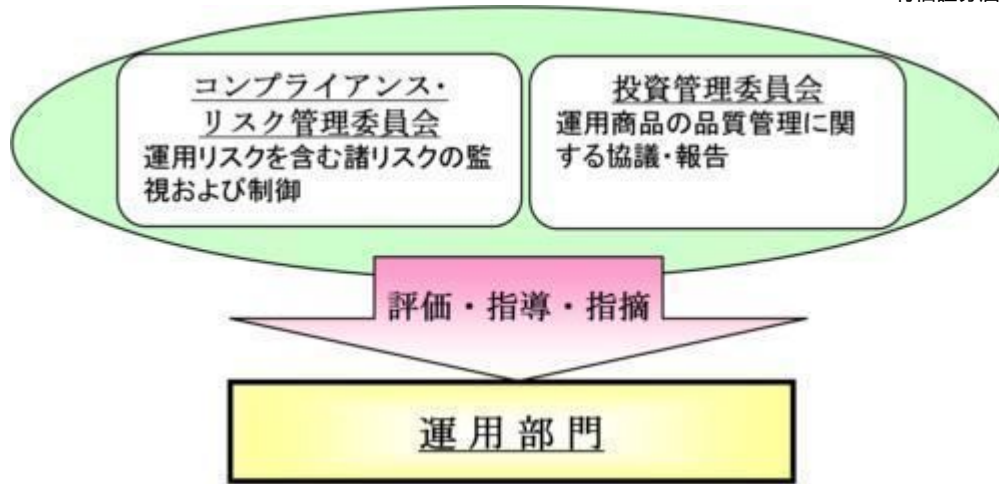 コンプライアンス・
リスク管理委員会
運用リスクを含む諸リスクの監
視および制御
投資管理委員会
運用商品の品質管理に関
する協議・報告
評価・指導・指摘
運用部門